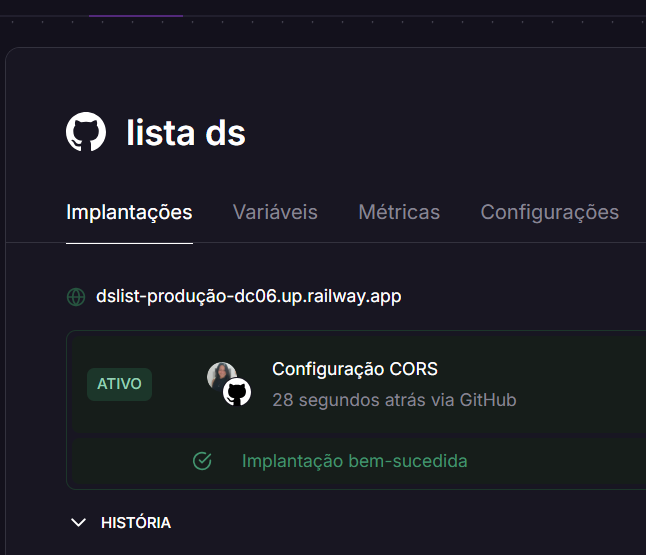 lista ds
Implantações Variáveis Métricas Configurações
dslist-produção-dc06.up.railway.app
ATIVO
Configuração CORS
28 segundos atrás via GitHub
Implantação bem-sucedida
HISTÓRIA